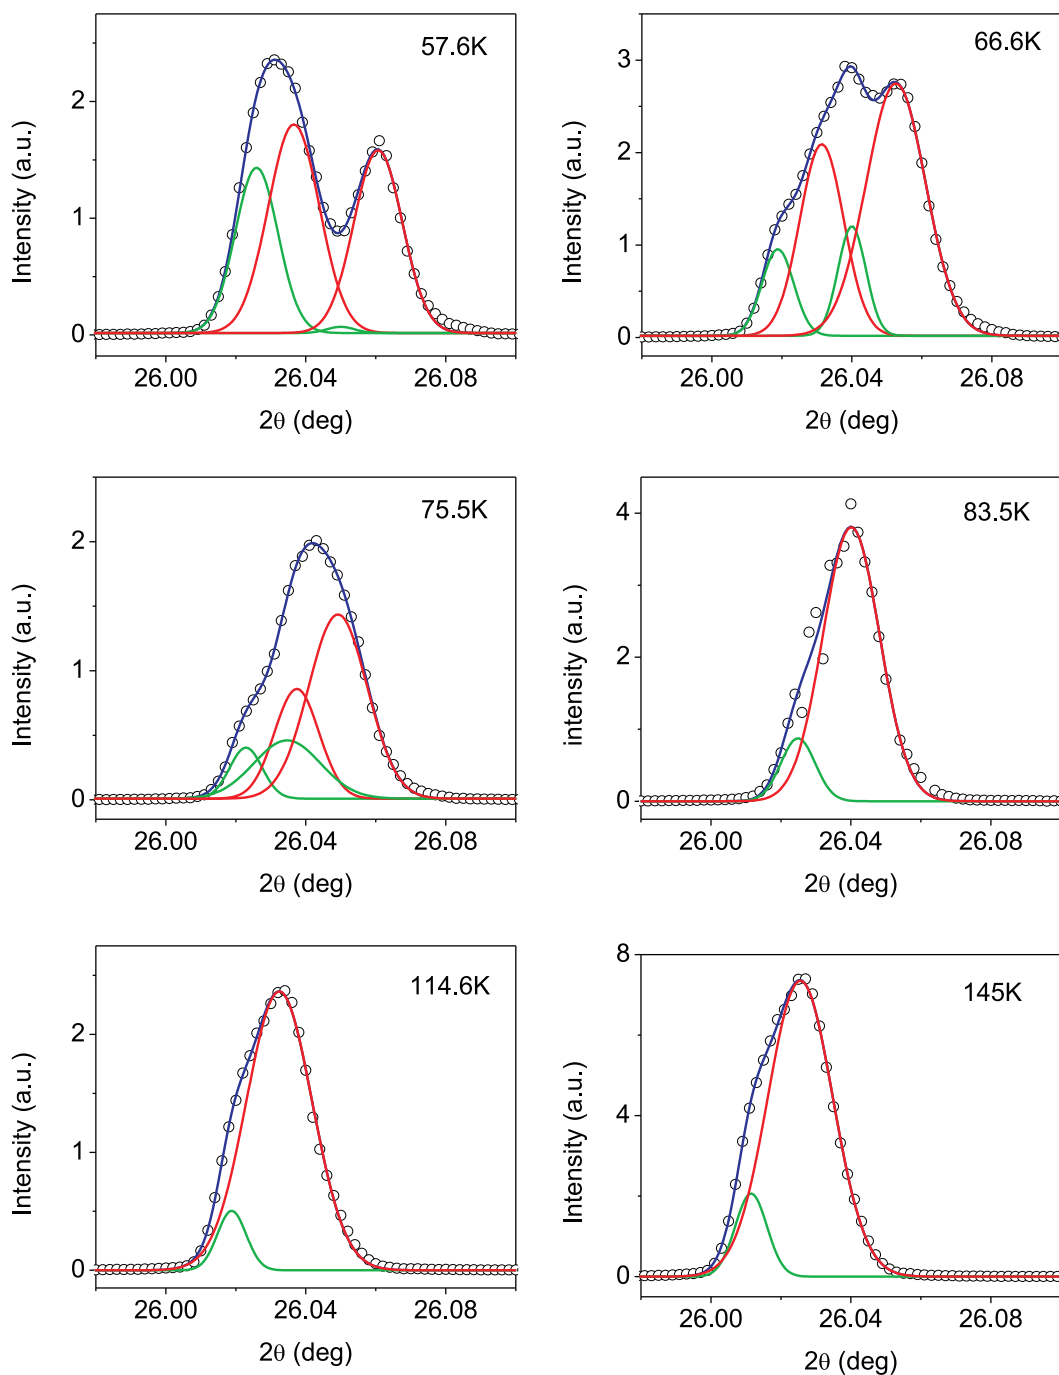 57.6K
2
1
0
Intensity (a.u.)
26.00
26.04
26.08
2θ (deg)
66.6K
3
2
1
0
Intensity (a.u.)
26.00
26.04
26.08
2θ (deg)
75.5K
2
1
0
Intensity (a.u.)
26.00
26.04
26.08
2θ (deg)
83.5K
4
2
0
intensity (a.u.)
26.00
26.04
26.08
2θ (deg)
114.6K
2
1
0
Intensity (a.u.)
26.00
26.04
26.08
2θ (deg)
145K
8
4
0
Intensity (a.u.)
26.00
26.04
26.08
2θ (deg)